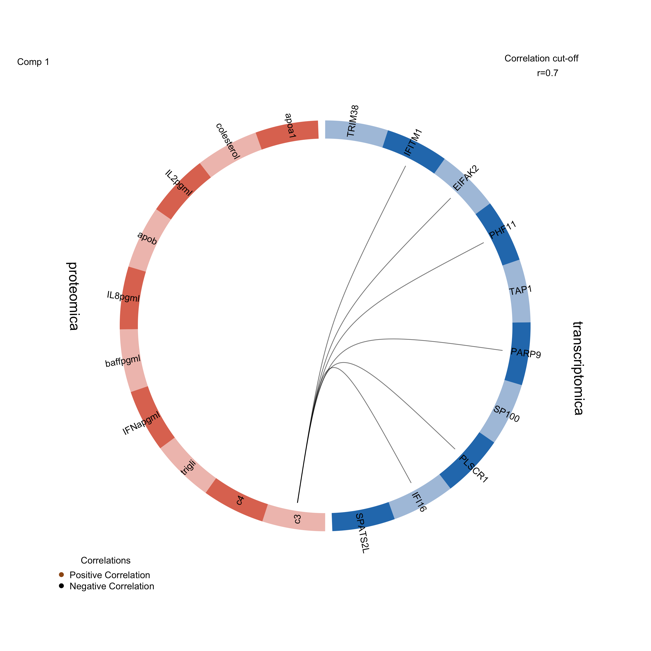 Comp 1
Correlation cut-off
r=0.7
TRIM38
IFITM1
EIFAK2
PHF11
TAP1
PARP9
SP100
PLSCR1
IFI16
SPATS2L
c3
c4
trigli
IFNapgml
baffpgml
IL8pgml
apob
IL2pgml
colesterol
apoa1
proteomica
transcriptomica
Correlations
Positive Correlation
Negative Correlation